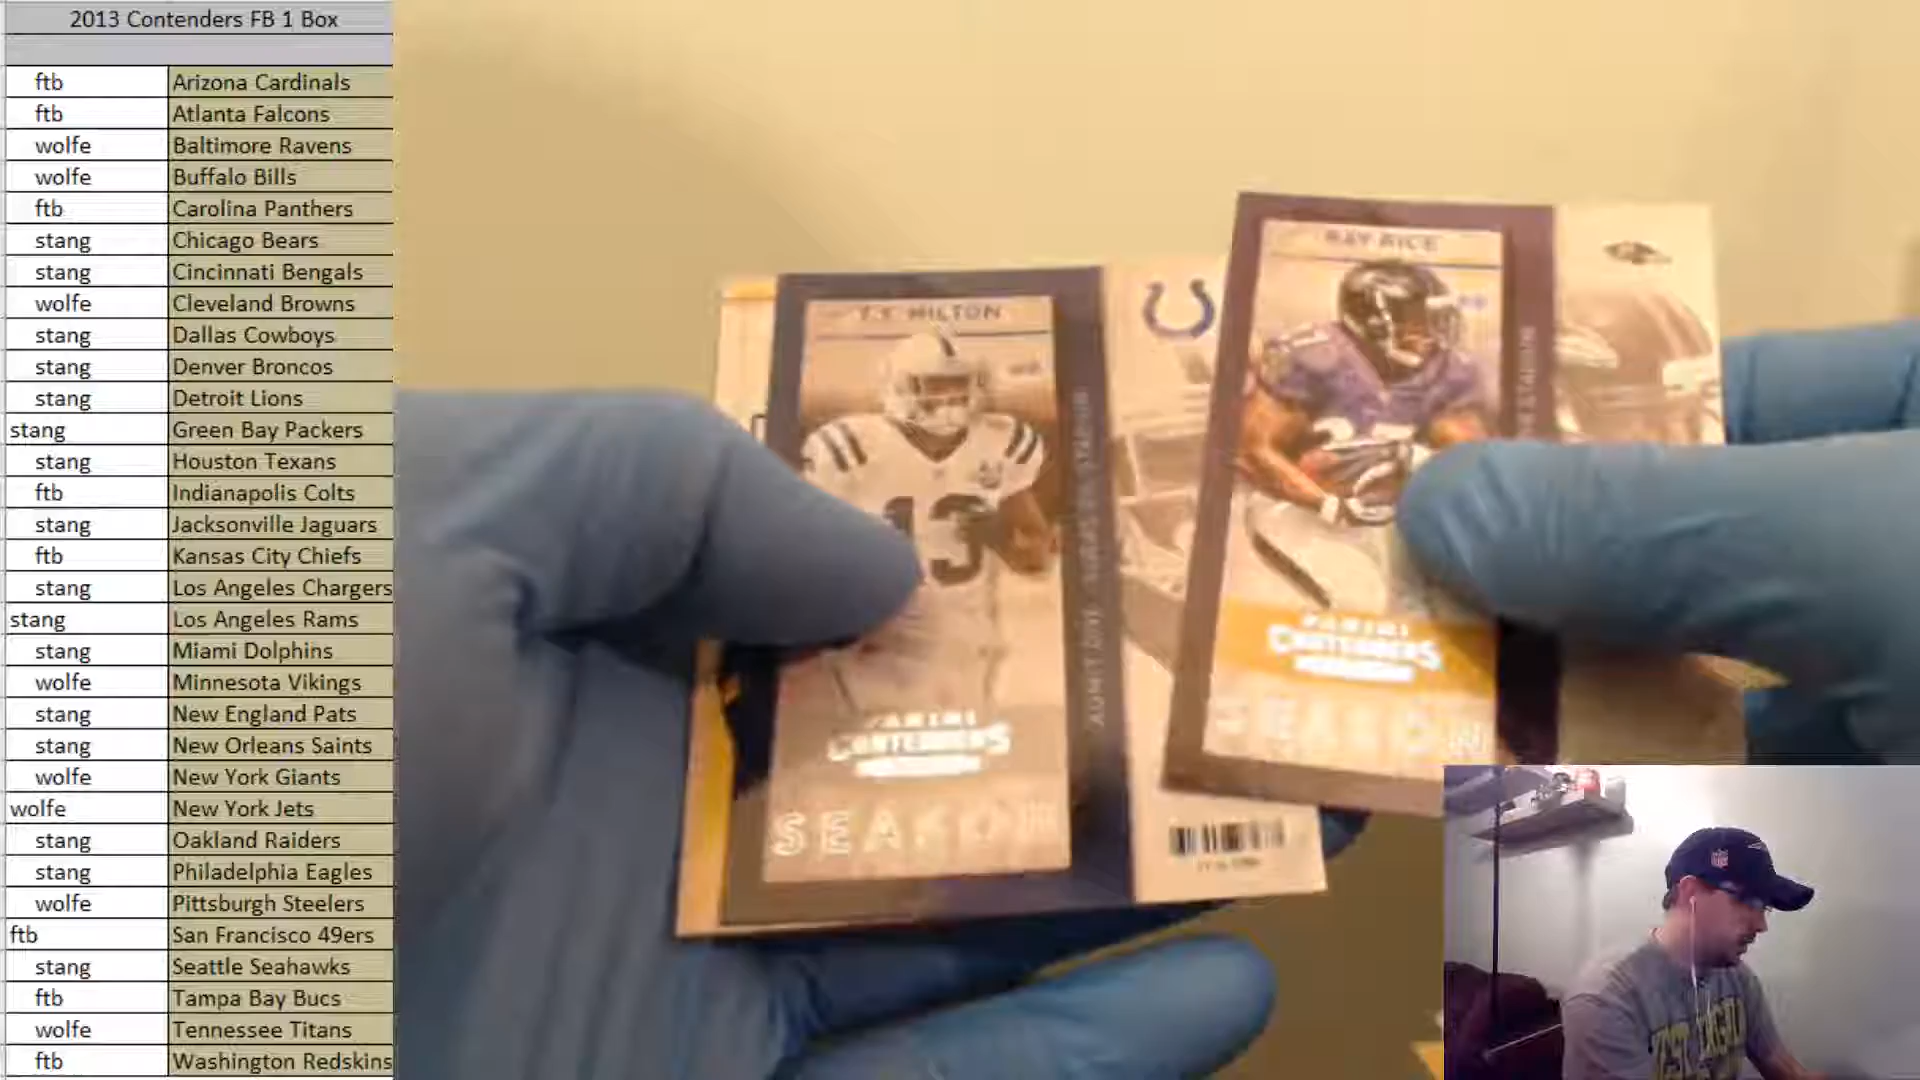 2013 Contenders FB 1 Box
ftb Arizona Cardinals
ftb Atlanta Falcons
wolfe Baltimore Ravens
wolfe Buffalo Bills
ftb Carolina Panthers
stang Chicago Bears
stang Cincinnati Bengals
wolfe Cleveland Browns
stang Dallas Cowboys
stang Denver Broncos
stang Detroit Lions
stang Green Bay Packers
stang Houston Texans
ftb Indianapolis Colts
stang Jacksonville Jaguars
ftb Kansas City Chiefs
stang Los Angeles Chargers
stang Los Angeles Rams
stang Miami Dolphins
wolfe Minnesota Vikings
stang New England Pats
stang New Orleans Saints
wolfe New York Giants
wolfe New York Jets
stang Oakland Raiders
stang Philadelphia Eagles
wolfe Pittsburgh Steelers
ftb San Francisco 49ers
stang Seattle Seahawks
ftb Tampa Bay Bucs
wolfe Tennessee Titans
ftb Washington Redskins
T.Y. HILTON
13
PANINI
CONTENDERS
SEASON
ADMIT ONE
RAY RICE
PANINI
CONTENDERS
SEASON